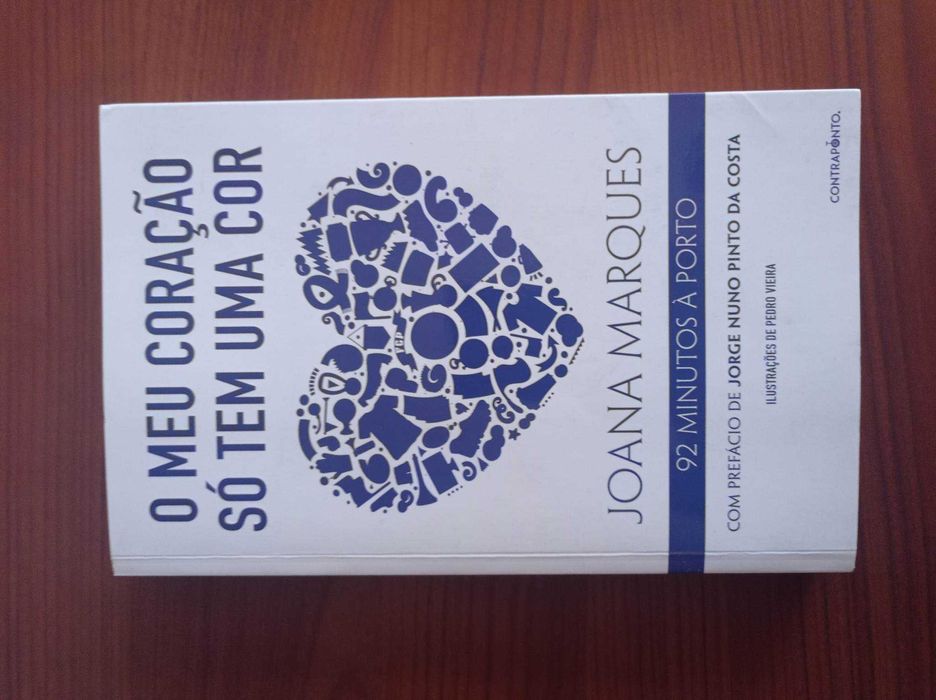 O MEU CORAÇÃO
SÓ TEM UMA COR
FCP
JOANA MARQUES
92 MINUTOS À PORTO
COM PREFÁCIO DE JORGE NUNO PINTO DA COSTA
ILUSTRAÇÕES DE PEDRO VIEIRA
CONTRAPONTO.